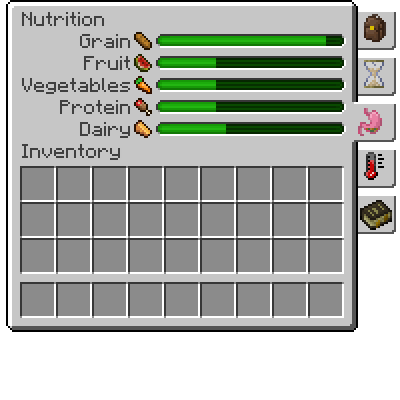 Nutrition
Grain
Fruit
Vegetables
Protein
Dairy
Inventory